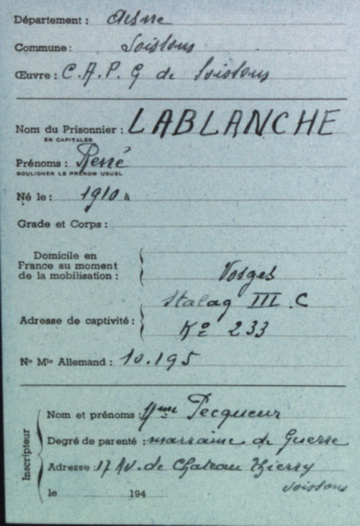 Département : Aisne
Commune : Soissons
Œuvre : C.A.P.G de Soissons
Nom du Prisonnier : LABLANCHE
EN CAPITALES
Prénoms : René
SOULIGNER LE PRÉNOM USUEL
Né le : 1910
Grade et Corps :
Domicile en
France au moment
de la mobilisation :
Vosges
Stalag III. C
Adresse de captivité :
Kº 233
Nº Mle Allemand : 10.195
Inscripteur
Nom et prénoms : Mme Pecqueur
Degré de parenté : marraine de Guerre
Adresse : 17 Av. de Chateau Thierry
Soissons
le 194